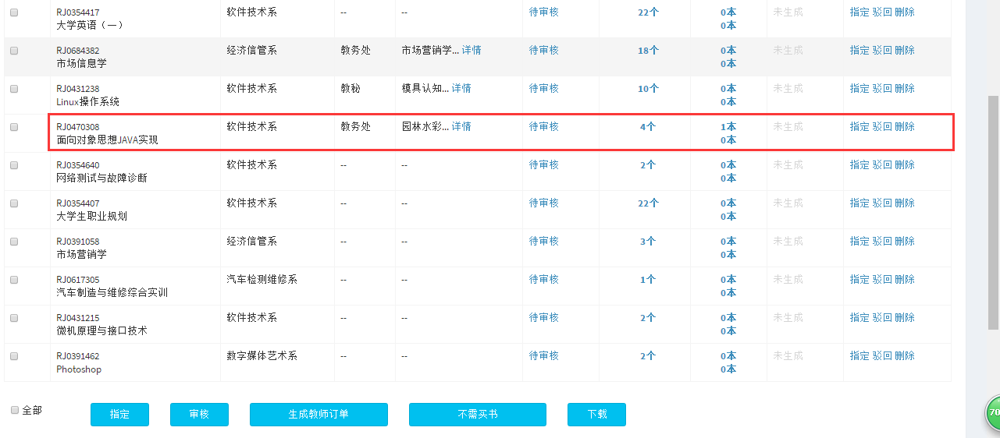 RJ0354417 软件技术系 -- -- 待审核 22个 0本 未生成 指定 驳回 删除
大学英语（一） 0本
RJ0684382 经济信管系 教务处 市场营销学... 详情 待审核 18个 0本 未生成 指定 驳回 删除
市场信息学 0本
RJ0431238 软件技术系 教秘 模具认知... 详情 待审核 10个 0本 未生成 指定 驳回 删除
Linux操作系统 0本
RJ0470308 软件技术系 教务处 园林水彩... 详情 待审核 4个 1本 未生成 指定 驳回 删除
面向对象思想JAVA实现 0本
RJ0354640 软件技术系 -- -- 待审核 2个 0本 未生成 指定 驳回 删除
网络测试与故障诊断 0本
RJ0354407 软件技术系 -- -- 待审核 22个 0本 未生成 指定 驳回 删除
大学生职业规划 0本
RJ0391058 经济信管系 -- -- 待审核 3个 0本 未生成 指定 驳回 删除
市场营销学 0本
RJ0617305 汽车检测维修系 -- -- 待审核 1个 0本 未生成 指定 驳回 删除
汽车制造与维修综合实训 0本
RJ0431215 软件技术系 -- -- 待审核 2个 0本 未生成 指定 驳回 删除
微机原理与接口技术 0本
RJ0391462 数字媒体艺术系 -- -- 待审核 2个 0本 未生成 指定 驳回 删除
Photoshop 0本
全部 指定 审核 生成教师订单 不需买书 下载
70